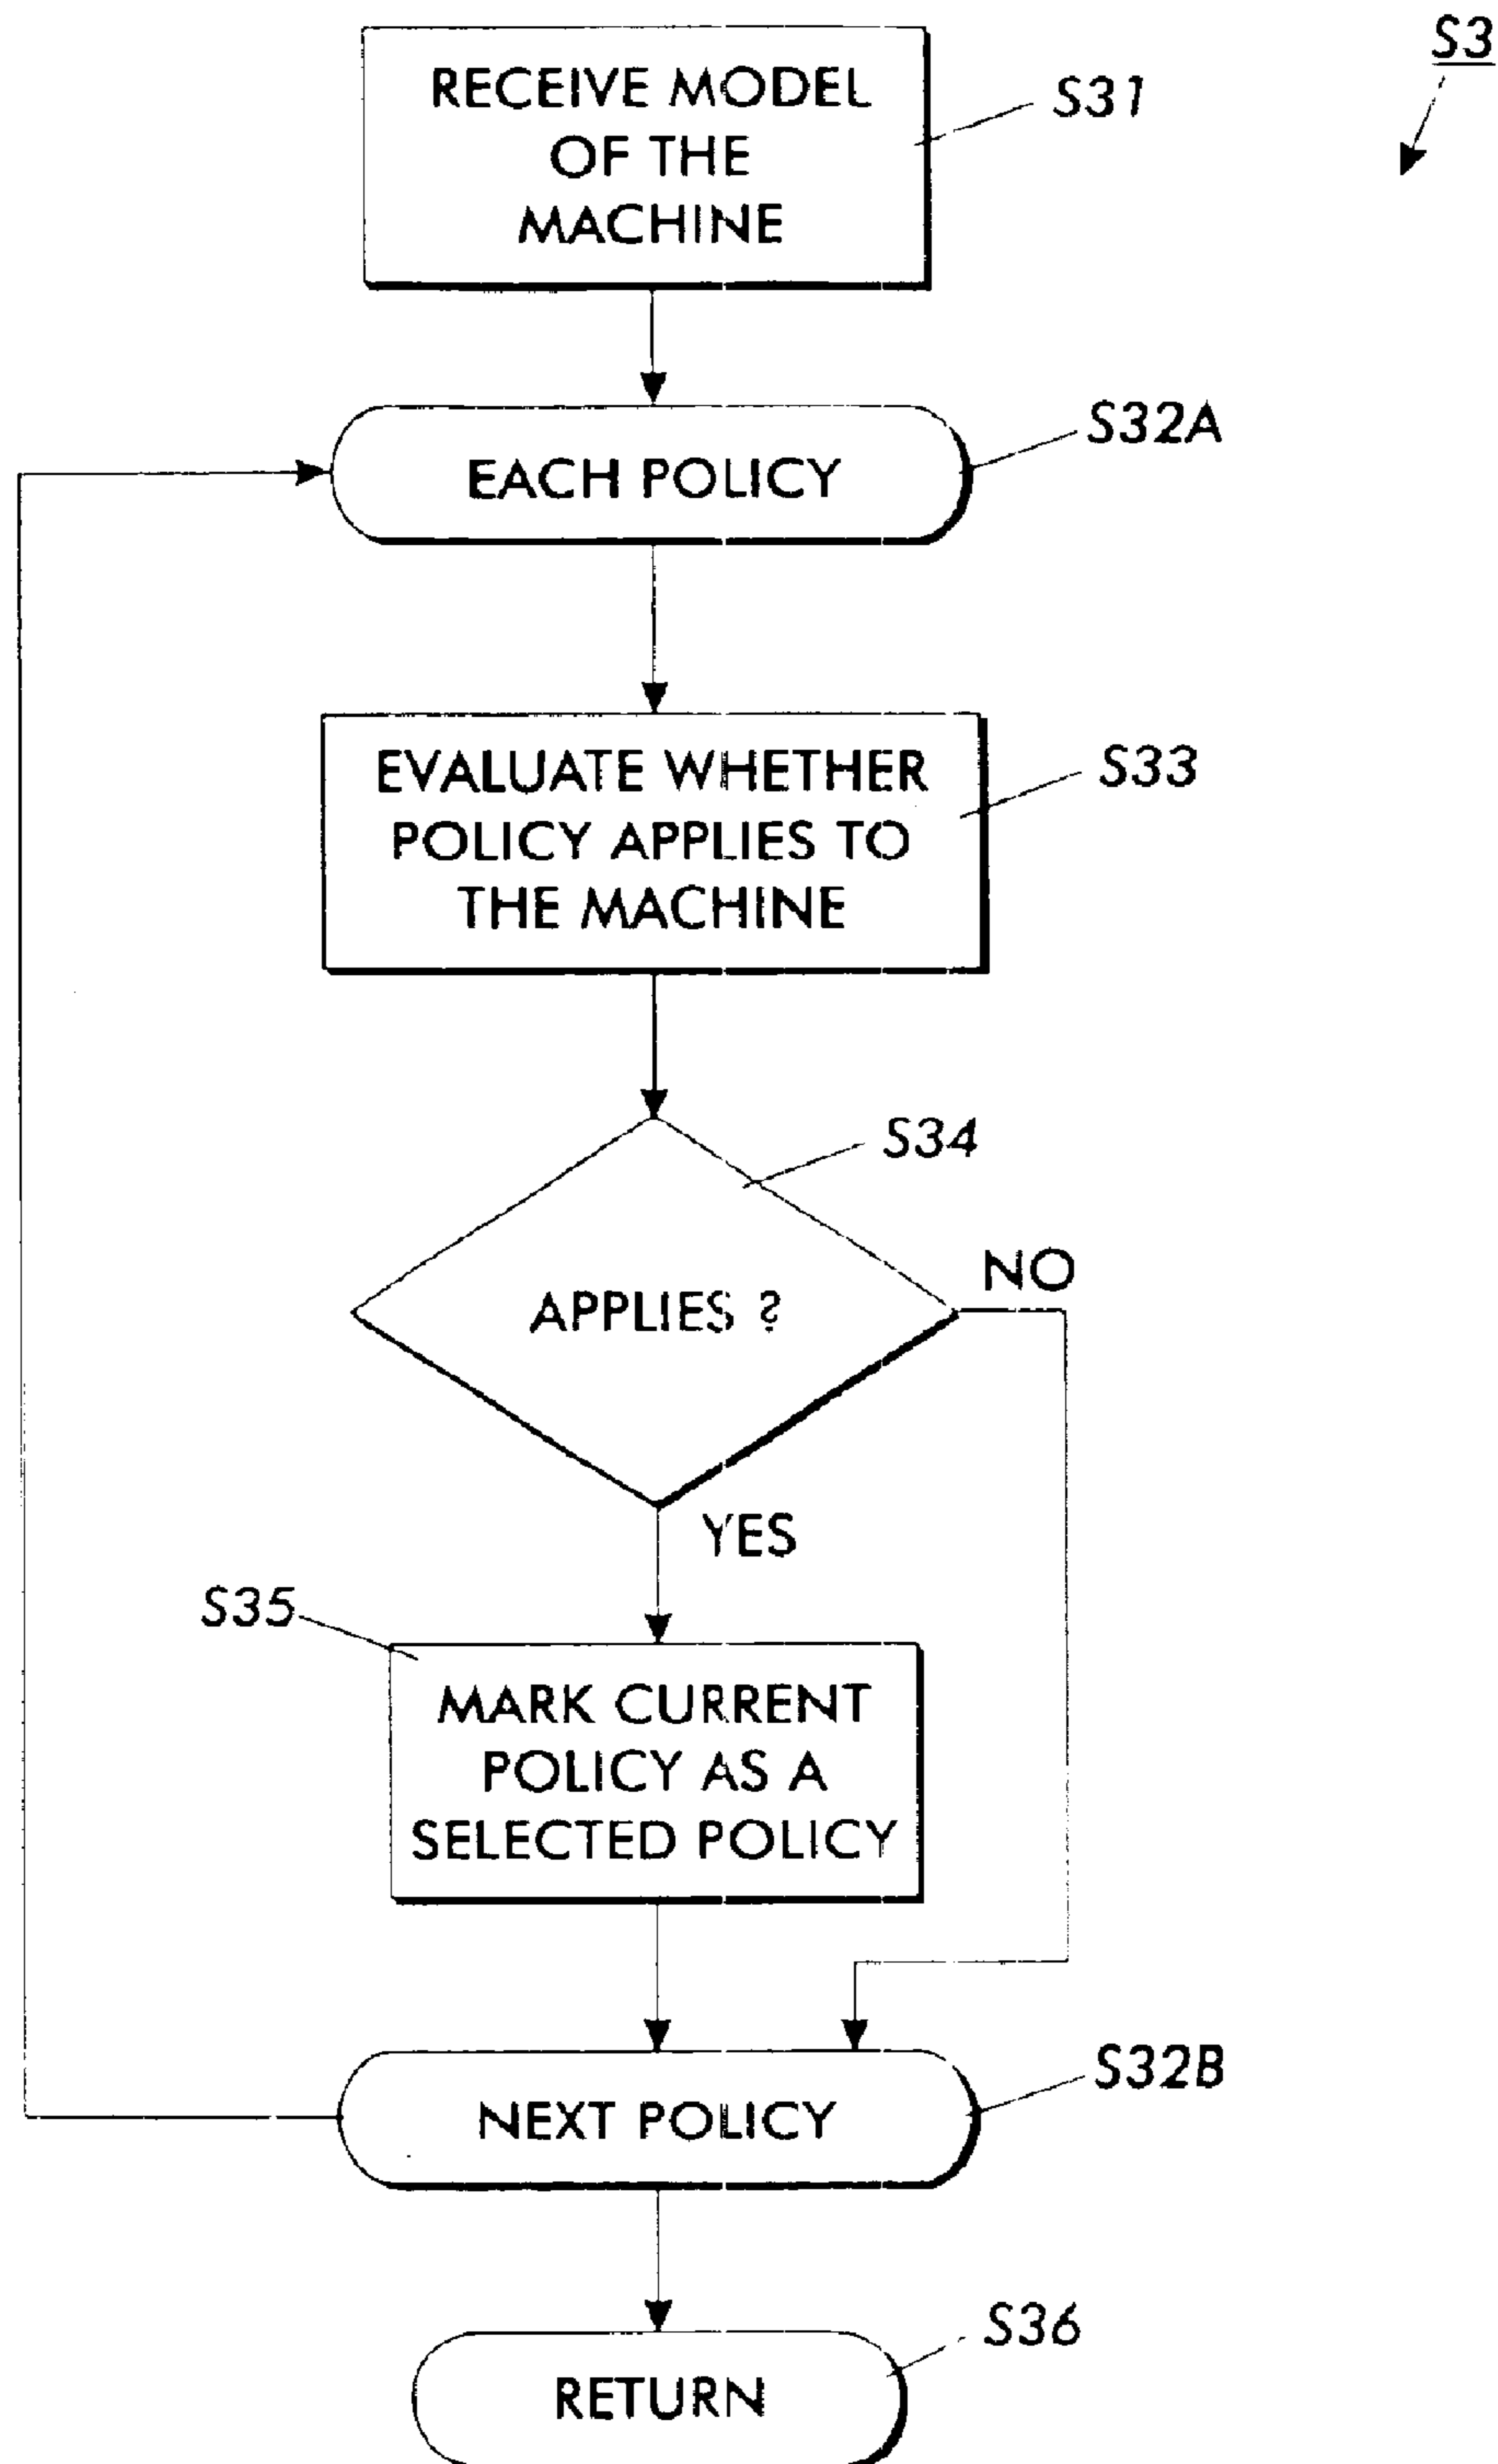 S3
RECEIVE MODEL
OF THE
MACHINE
S31
EACH POLICY
S32A
EVALUATE WHETHER
POLICY APPLIES TO
THE MACHINE
S33
S34
APPLIES ?
NO
YES
S35
MARK CURRENT
POLICY AS A
SELECTED POLICY
NEXT POLICY
S32B
RETURN
S36